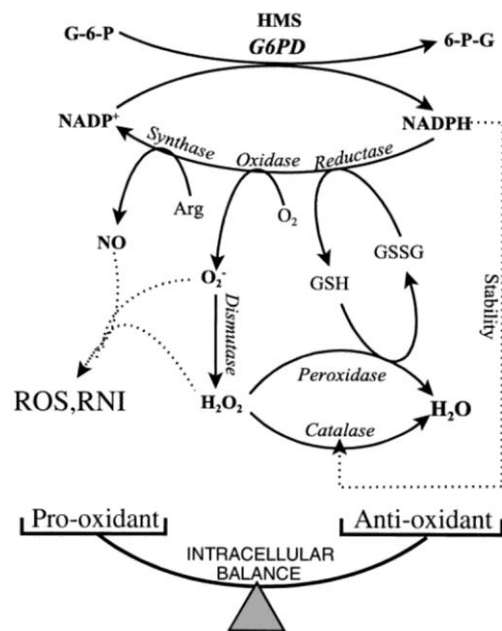 HMS
G-6-P G6PD 6-P-G
NADP⁺ NADPH
Synthase Oxidase Reductase
Arg O₂
NO GSSG
O₂⁻ GSH
Stability
Dismutase
Peroxidase
ROS,RNI H₂O₂ H₂O
Catalase
Pro-oxidant Anti-oxidant
INTRACELLULAR
BALANCE